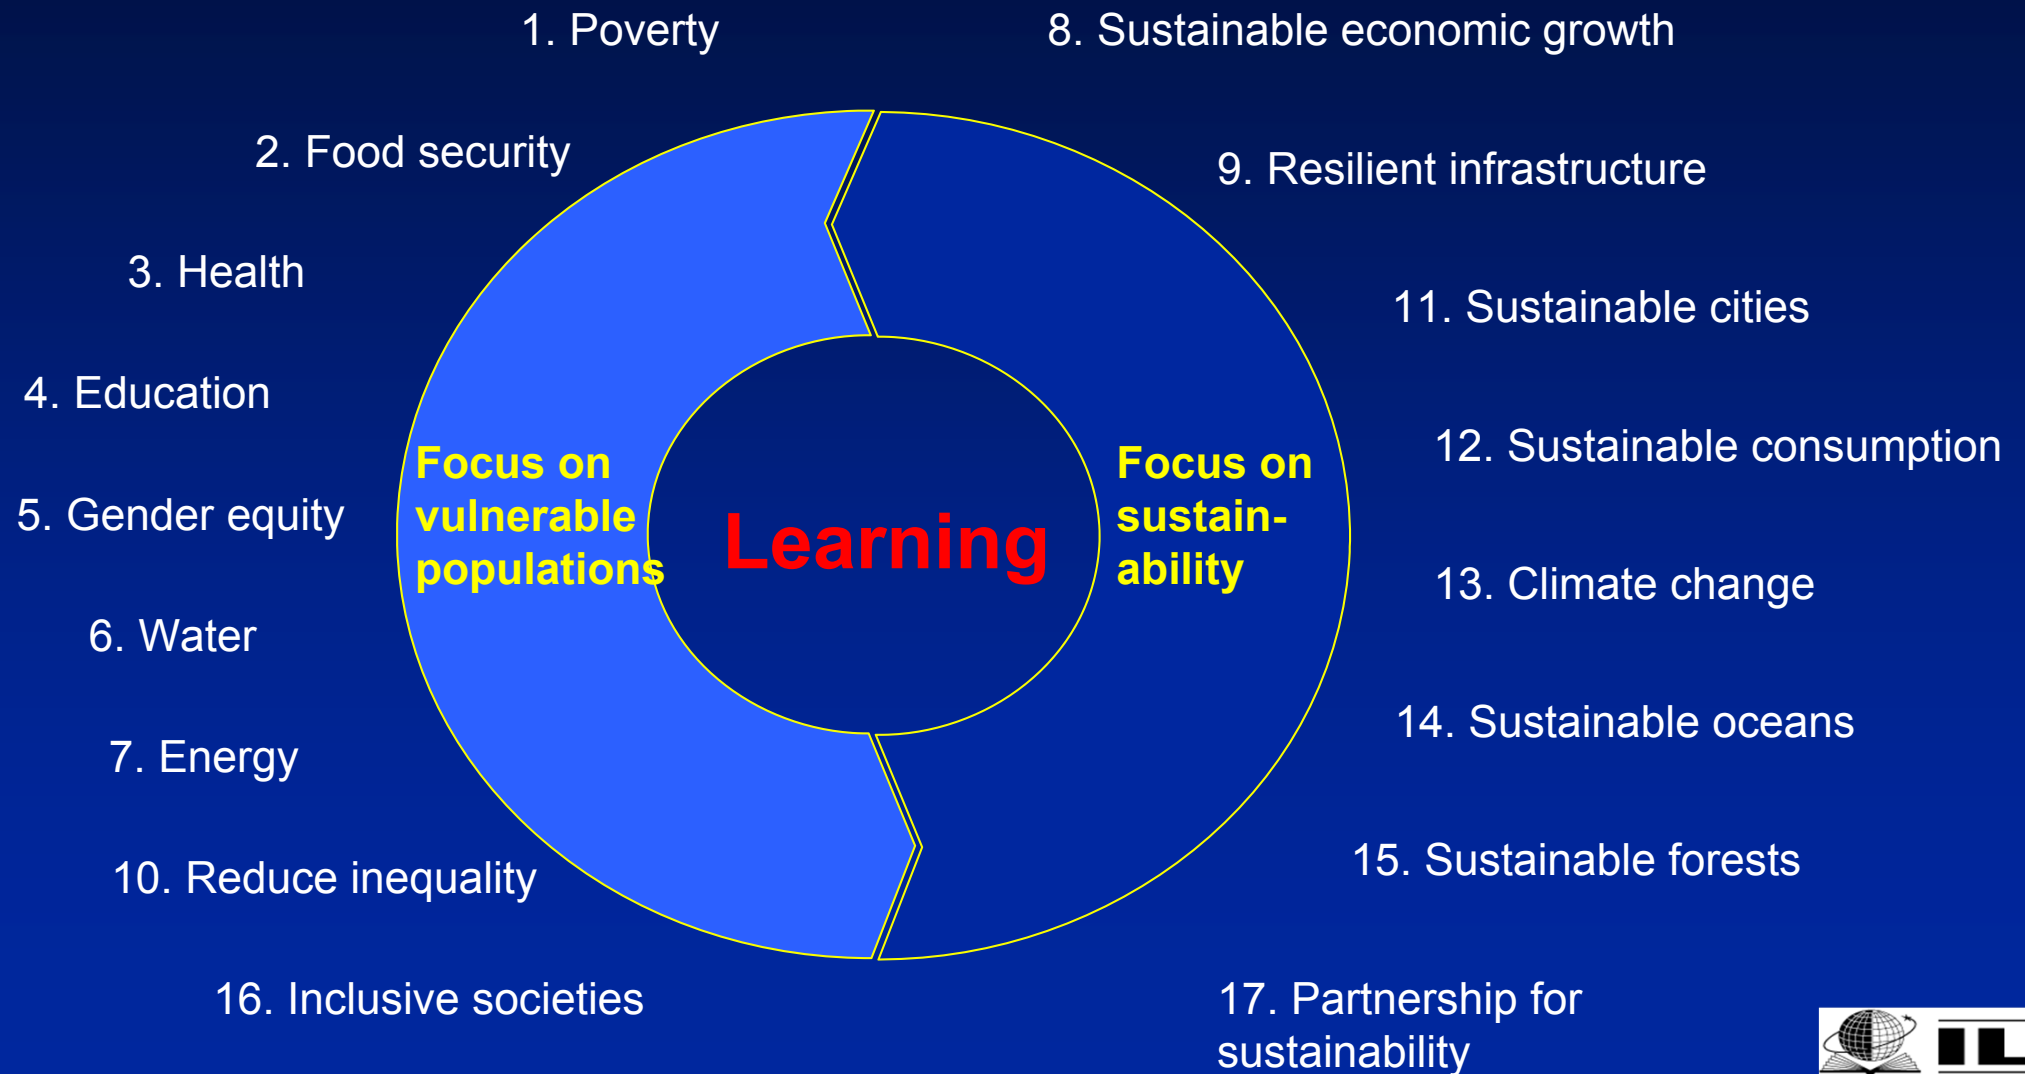 1. Poverty
2. Food security
3. Health
4. Education
5. Gender equity
6. Water
7. Energy
10. Reduce inequality
16. Inclusive societies
Focus on
vulnerable
populations
Learning
Focus on
sustain-
ability
8. Sustainable economic growth
9. Resilient infrastructure
11. Sustainable cities
12. Sustainable consumption
13. Climate change
14. Sustainable oceans
15. Sustainable forests
17. Partnership for
sustainability